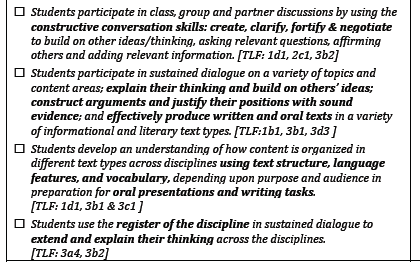 ☐ Students participate in class, group and partner discussions by using the
constructive conversation skills: create, clarify, fortify & negotiate
to build on other ideas/thinking, asking relevant questions, affirming
others and adding relevant information. [TLF: 1d1, 2c1, 3b2]
☐ Students participate in sustained dialogue on a variety of topics and
content areas; explain their thinking and build on others' ideas;
construct arguments and justify their positions with sound
evidence; and effectively produce written and oral texts in a variety
of informational and literary text types. [TLF:1b1, 3b1, 3d3 ]
☐ Students develop an understanding of how content is organized in
different text types across disciplines using text structure, language
features, and vocabulary, depending upon purpose and audience in
preparation for oral presentations and writing tasks.
[TLF: 1d1, 3b1 & 3c1 ]
☐ Students use the register of the discipline in sustained dialogue to
extend and explain their thinking across the disciplines.
[TLF: 3a4, 3b2]